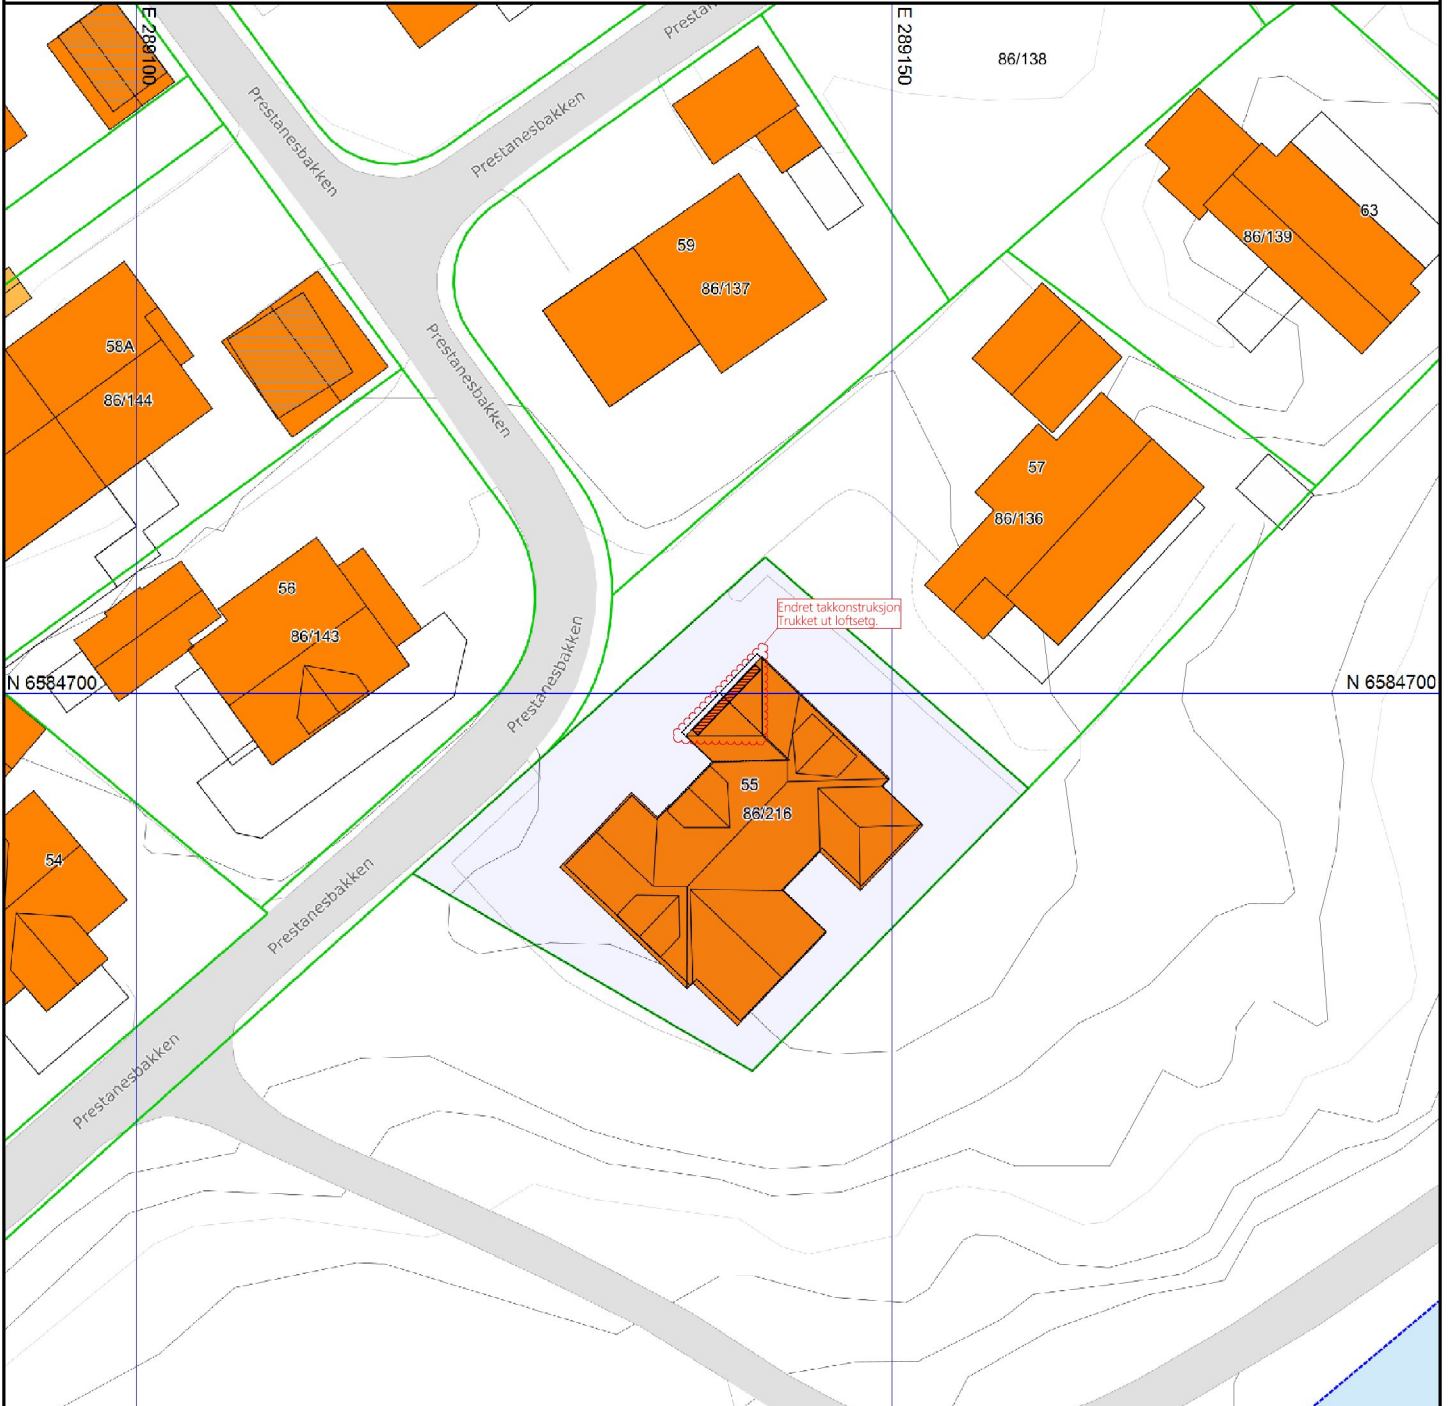 E 289100
Prestan
E 289150
86/138
Prestanesbakken
Prestanesbakken
63
86/139
59
86/137
58A
86/144
Prestanesbakken
57
86/136
56
86/143
Endret takkonstruksjon
Trukket ut loftsetg.
Prestanesbakken
N 6584700
N 6584700
55
86/216
54
Prestanesbakken
Prestanesbakken